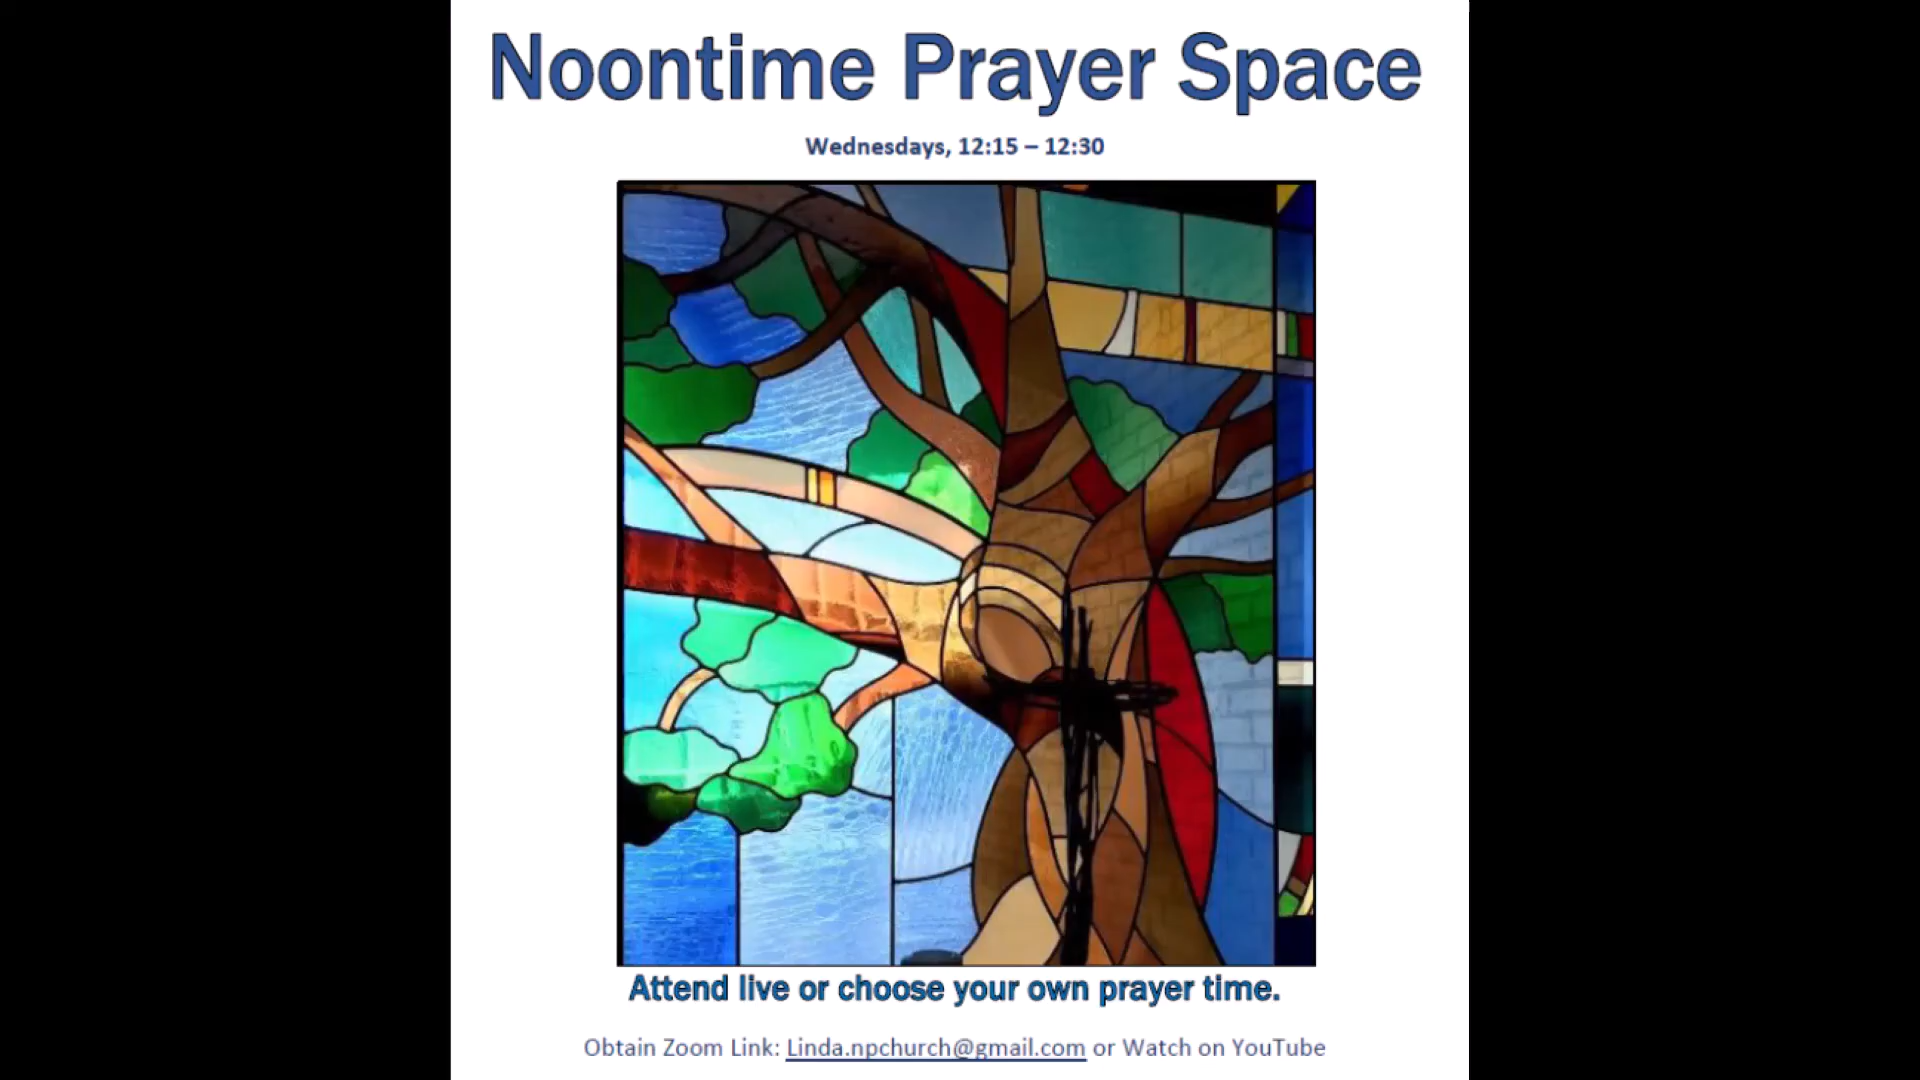 Noontime Prayer Space
Wednesdays, 12:15 – 12:30
Attend live or choose your own prayer time.
Obtain Zoom Link: Linda.npchurch@gmail.com or Watch on YouTube